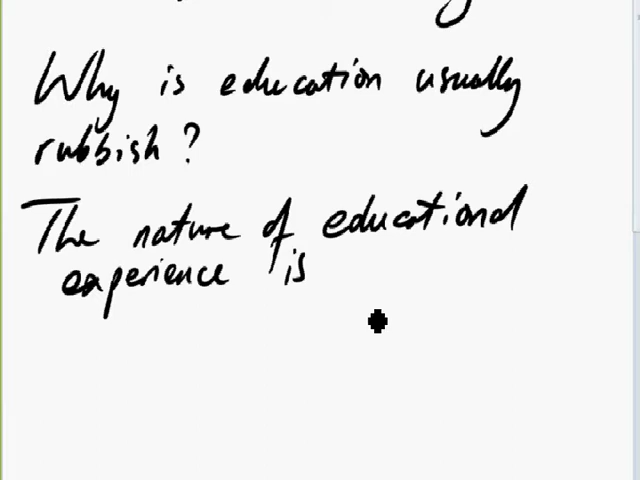 Why is education usually
rubbish?
The nature of educational
experience is